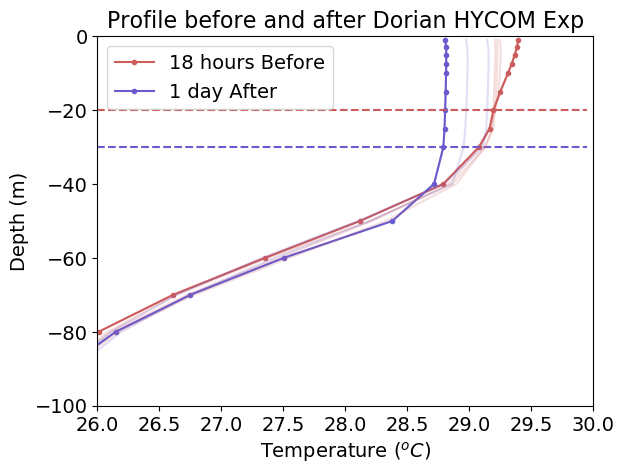 Profile before and after Dorian HYCOM Exp
18 hours Before
1 day After
0
−20
−40
−60
−80
−100
Depth (m)
26.0 26.5 27.0 27.5 28.0 28.5 29.0 29.5 30.0
Temperature (°C)